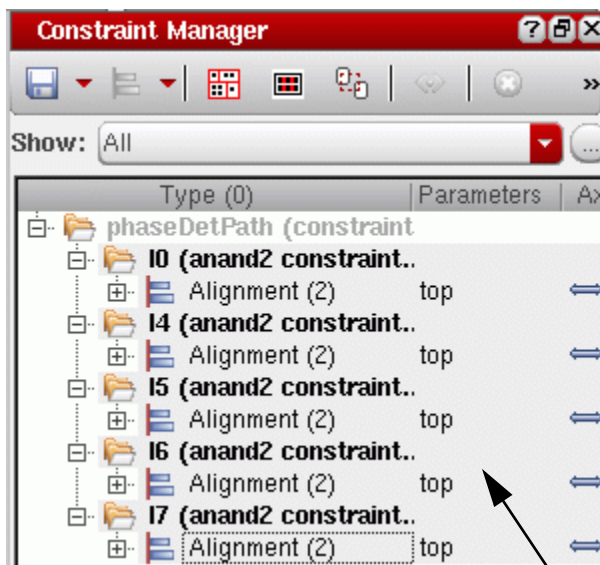 Constraint Manager
Show: All ...
Type (0) Parameters Ax
phaseDetPath (constraint
I0 (anand2 constraint..
Alignment (2) top
I4 (anand2 constraint..
Alignment (2) top
I5 (anand2 constraint..
Alignment (2) top
I6 (anand2 constraint..
Alignment (2) top
I7 (anand2 constraint..
Alignment (2) top